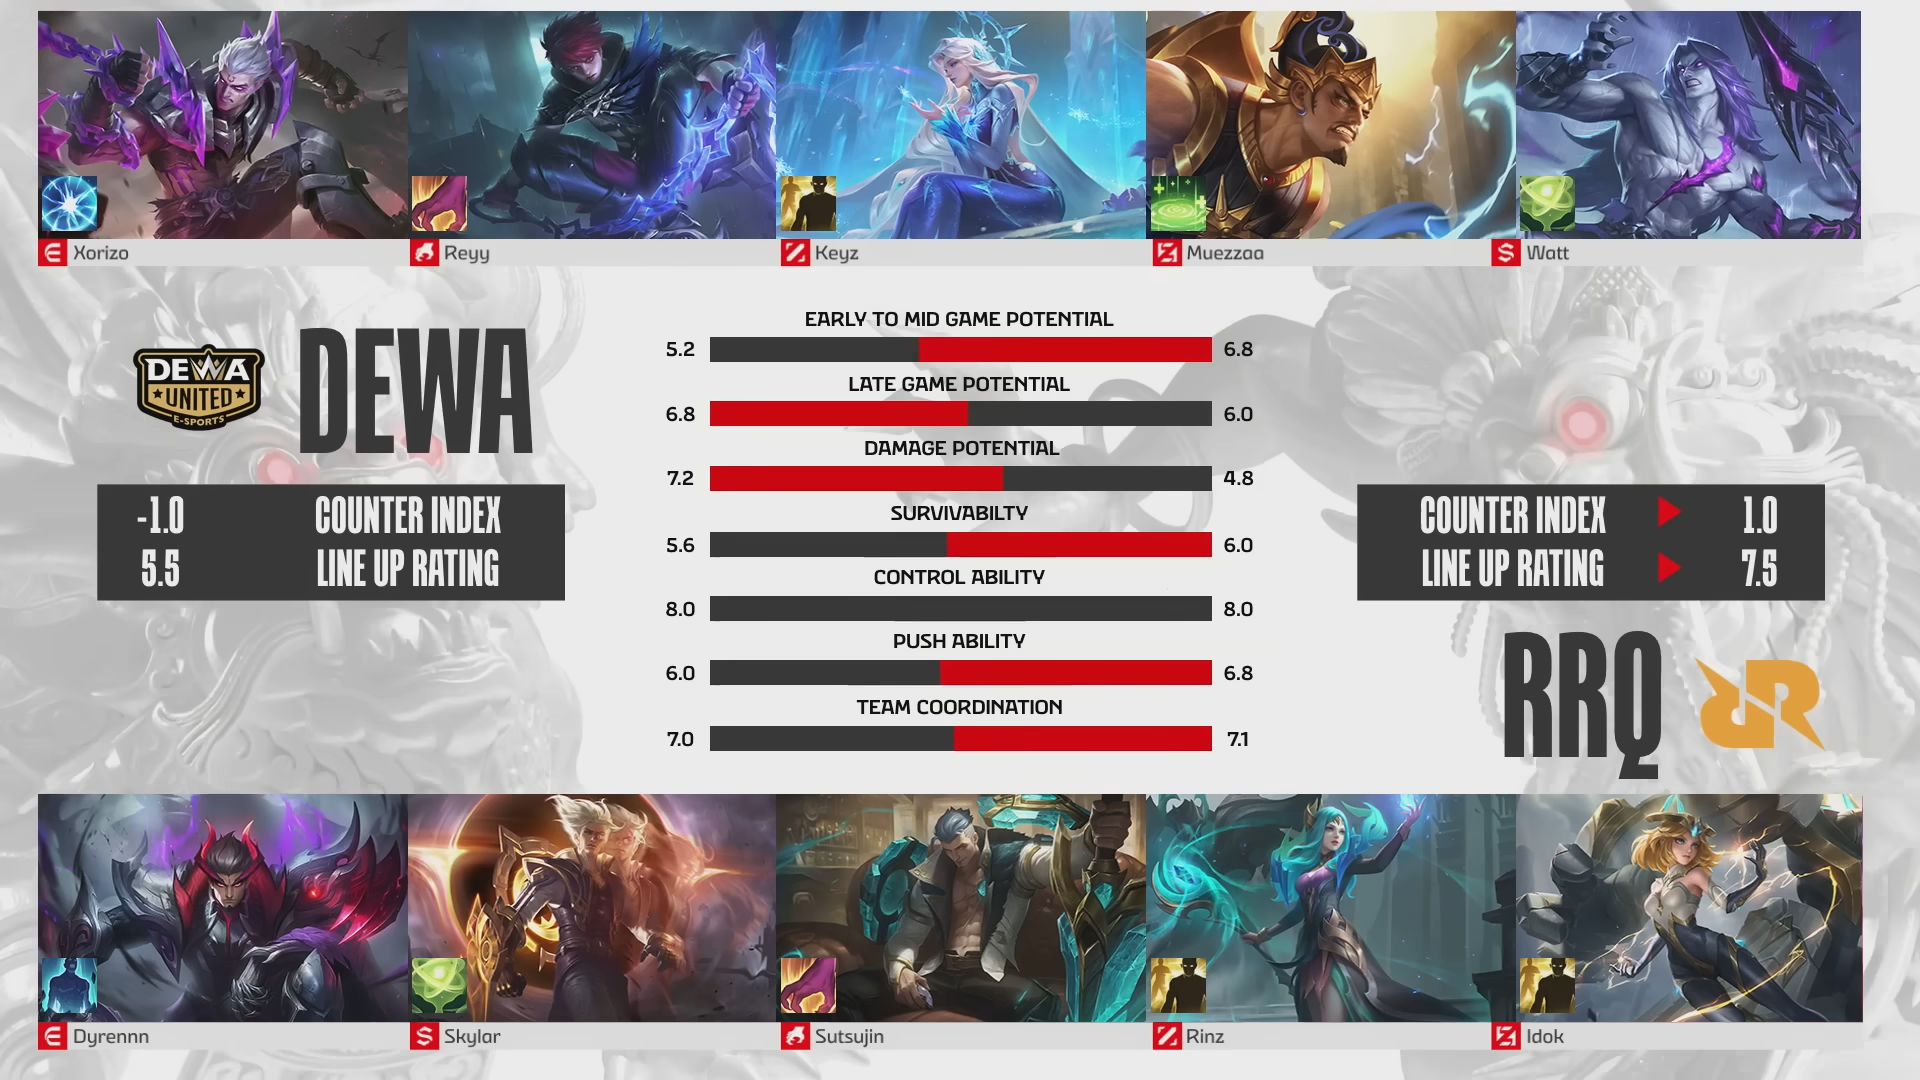 Xorizo
Reyy
Keyz
Muezzaa
Watt
DEWA
UNITED
E-SPORTS
DEWA
-1.0 COUNTER INDEX
5.5 LINE UP RATING
EARLY TO MID GAME POTENTIAL
5.2 6.8
LATE GAME POTENTIAL
6.8 6.0
DAMAGE POTENTIAL
7.2 4.8
SURVIVABILTY
5.6 6.0
CONTROL ABILITY
8.0 8.0
PUSH ABILITY
6.0 6.8
TEAM COORDINATION
7.0 7.1
COUNTER INDEX 1.0
LINE UP RATING 7.5
RRQ
Dyrennn
Skylar
Sutsujin
Rinz
Idok